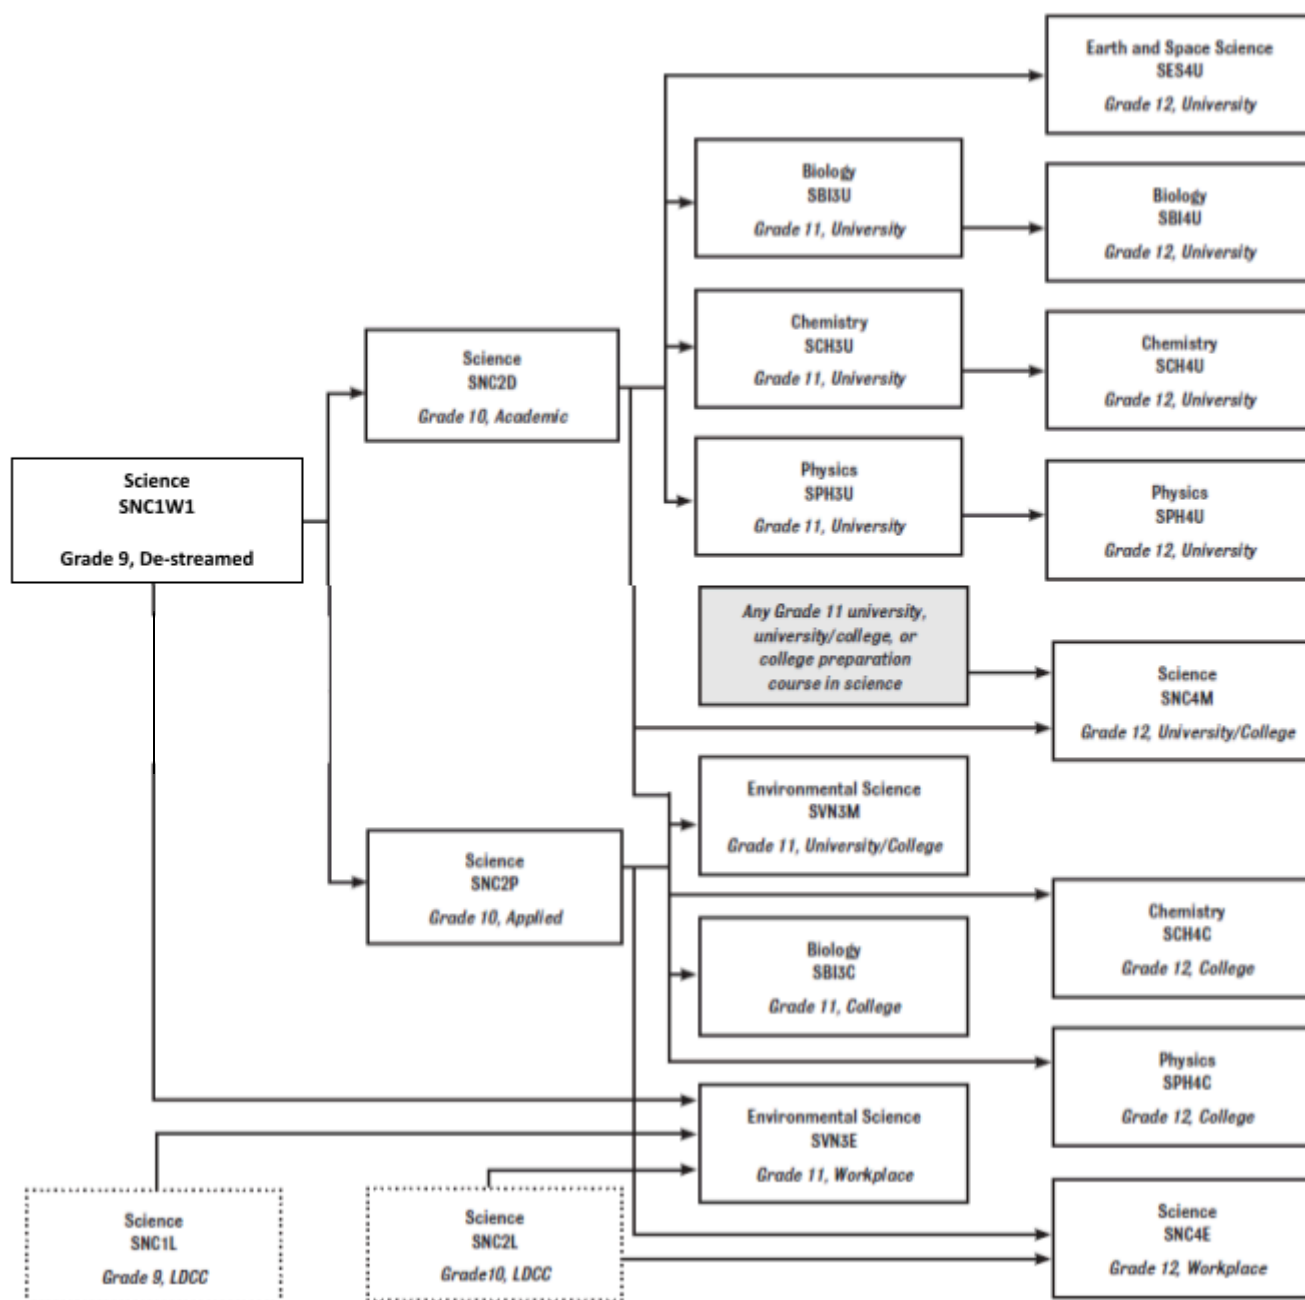 Earth and Space Science
SES4U
Grade 12, University
Biology
SBI3U
Grade 11, University
Biology
SBI4U
Grade 12, University
Chemistry
SCH3U
Grade 11, University
Chemistry
SCH4U
Grade 12, University
Science
SNC2D
Grade 10, Academic
Science
SNC1W1
Grade 9, De-streamed
Physics
SPH3U
Grade 11, University
Physics
SPH4U
Grade 12, University
Any Grade 11 university,
university/college, or
college preparation
course in science
Science
SNC4M
Grade 12, University/College
Environmental Science
SVN3M
Grade 11, University/College
Science
SNC2P
Grade 10, Applied
Chemistry
SCH4C
Grade 12, College
Biology
SBI3C
Grade 11, College
Physics
SPH4C
Grade 12, College
Environmental Science
SVN3E
Grade 11, Workplace
Science
SNC1L
Grade 9, LDCC
Science
SNC2L
Grade10, LDCC
Science
SNC4E
Grade 12, Workplace